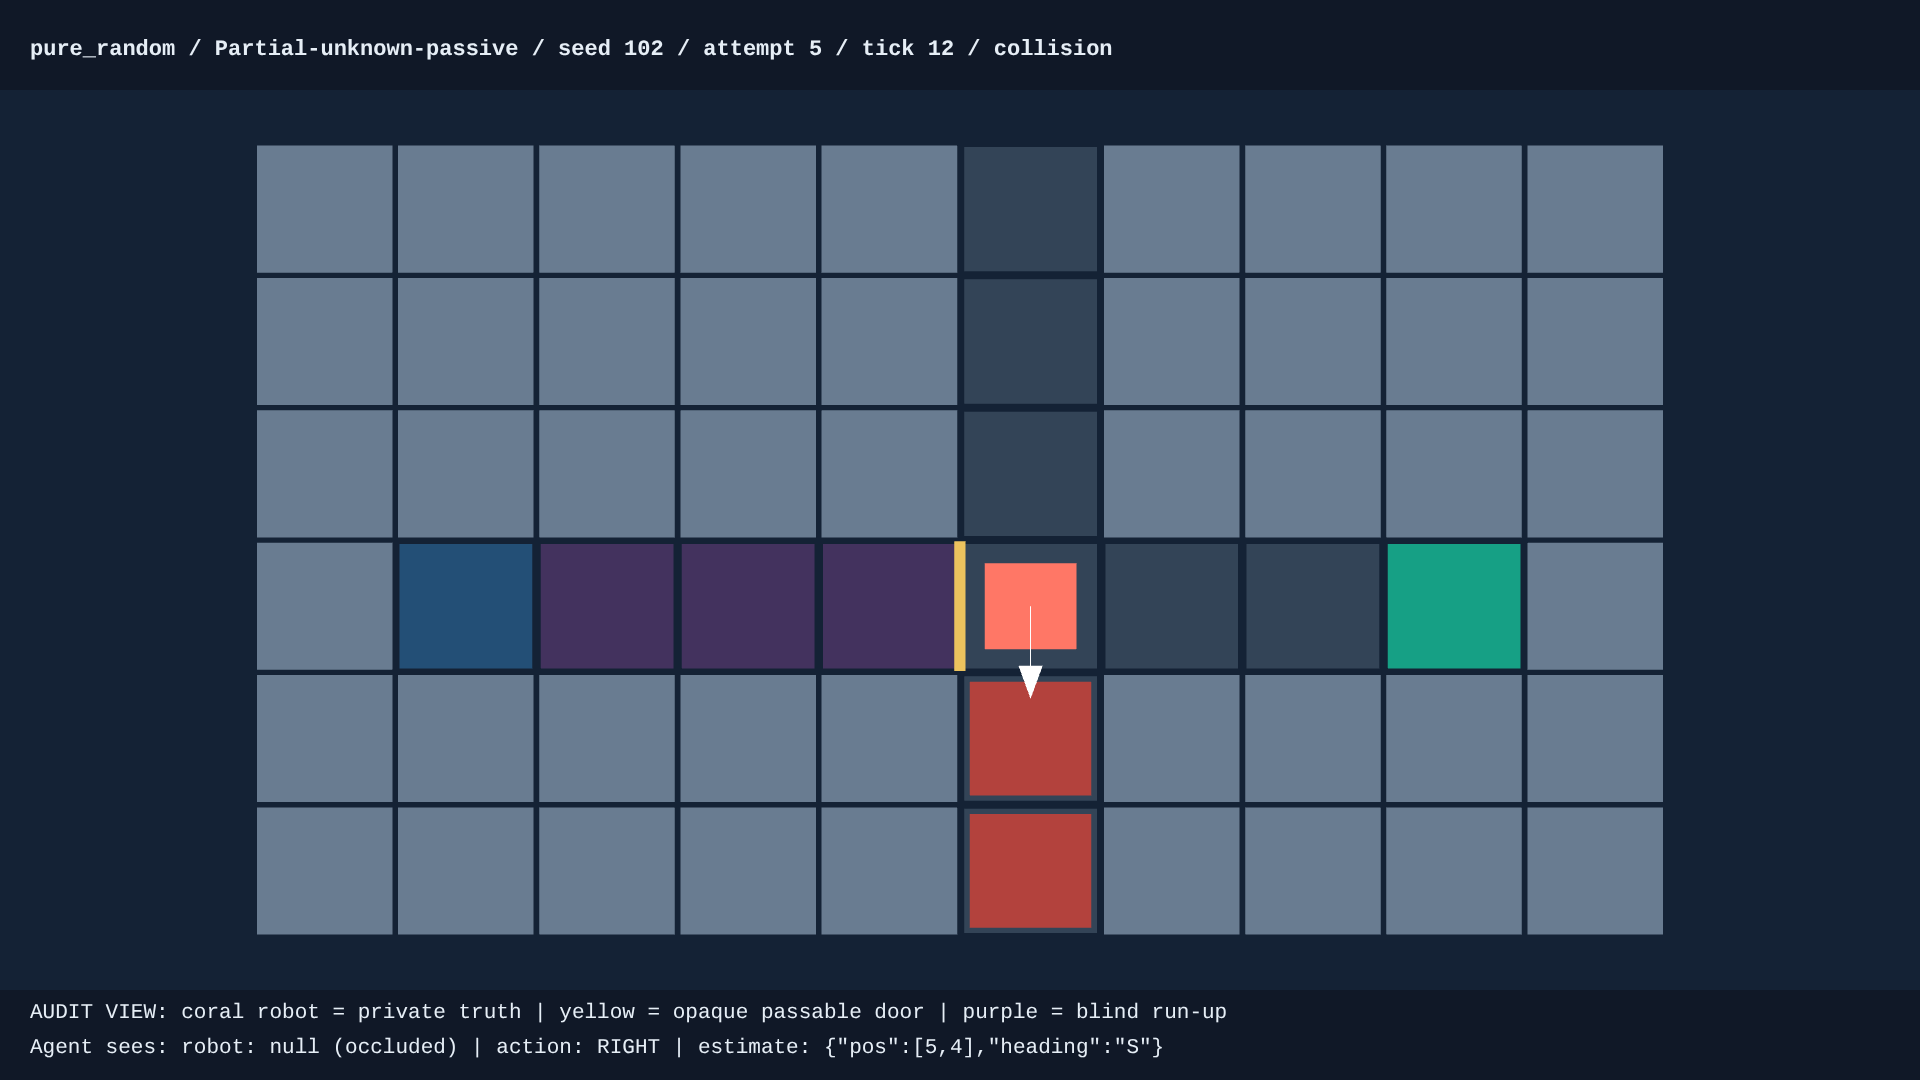 pure_random / Partial-unknown-passive / seed 102 / attempt 5 / tick 12 / collision
AUDIT VIEW: coral robot = private truth | yellow = opaque passable door | purple = blind run-up
Agent sees: robot: null (occluded) | action: RIGHT | estimate: {"pos":[5,4],"heading":"S"}